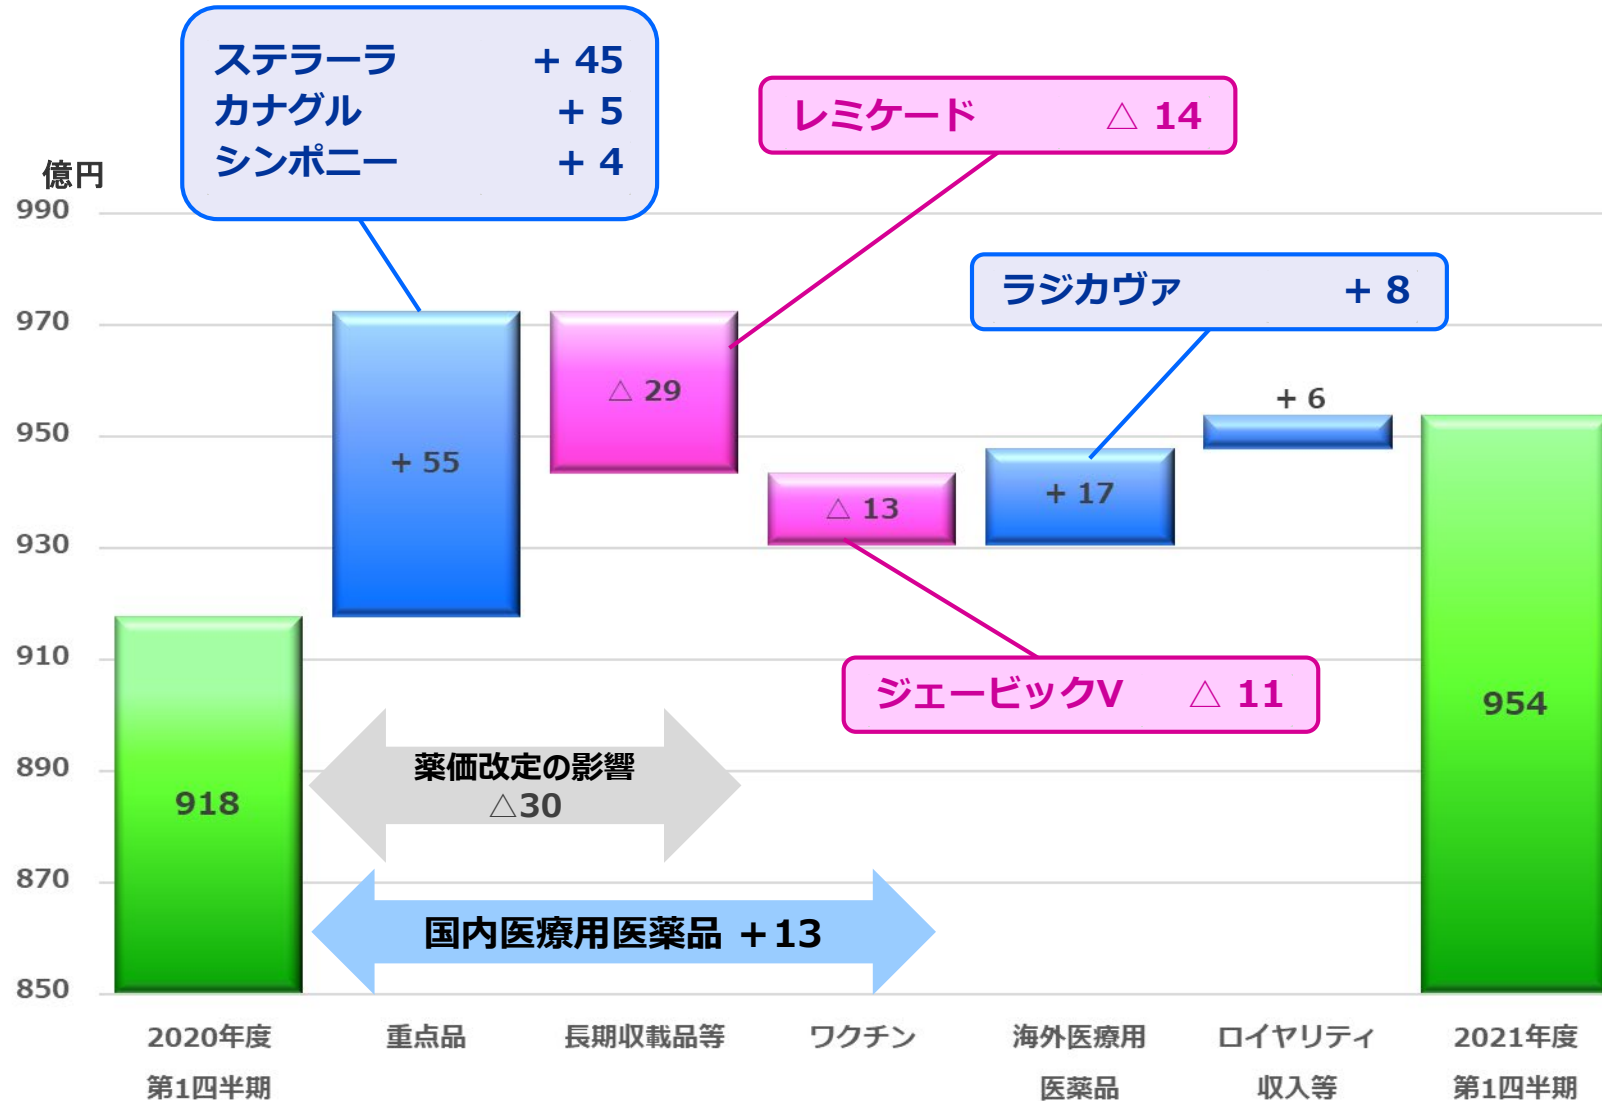 ステラーラ + 45
カナグル + 5
シンポニー + 4
レミケード △ 14
億円
990
ラジカヴァ + 8
970
△ 29
+ 6
950
+ 55
+ 17
△ 13
930
910
ジェービックV △ 11
954
890
薬価改定の影響
△30
918
870
国内医療用医薬品 +13
850
2020年度
第1四半期
重点品
長期収載品等
ワクチン
海外医療用
医薬品
ロイヤリティ
収入等
2021年度
第1四半期